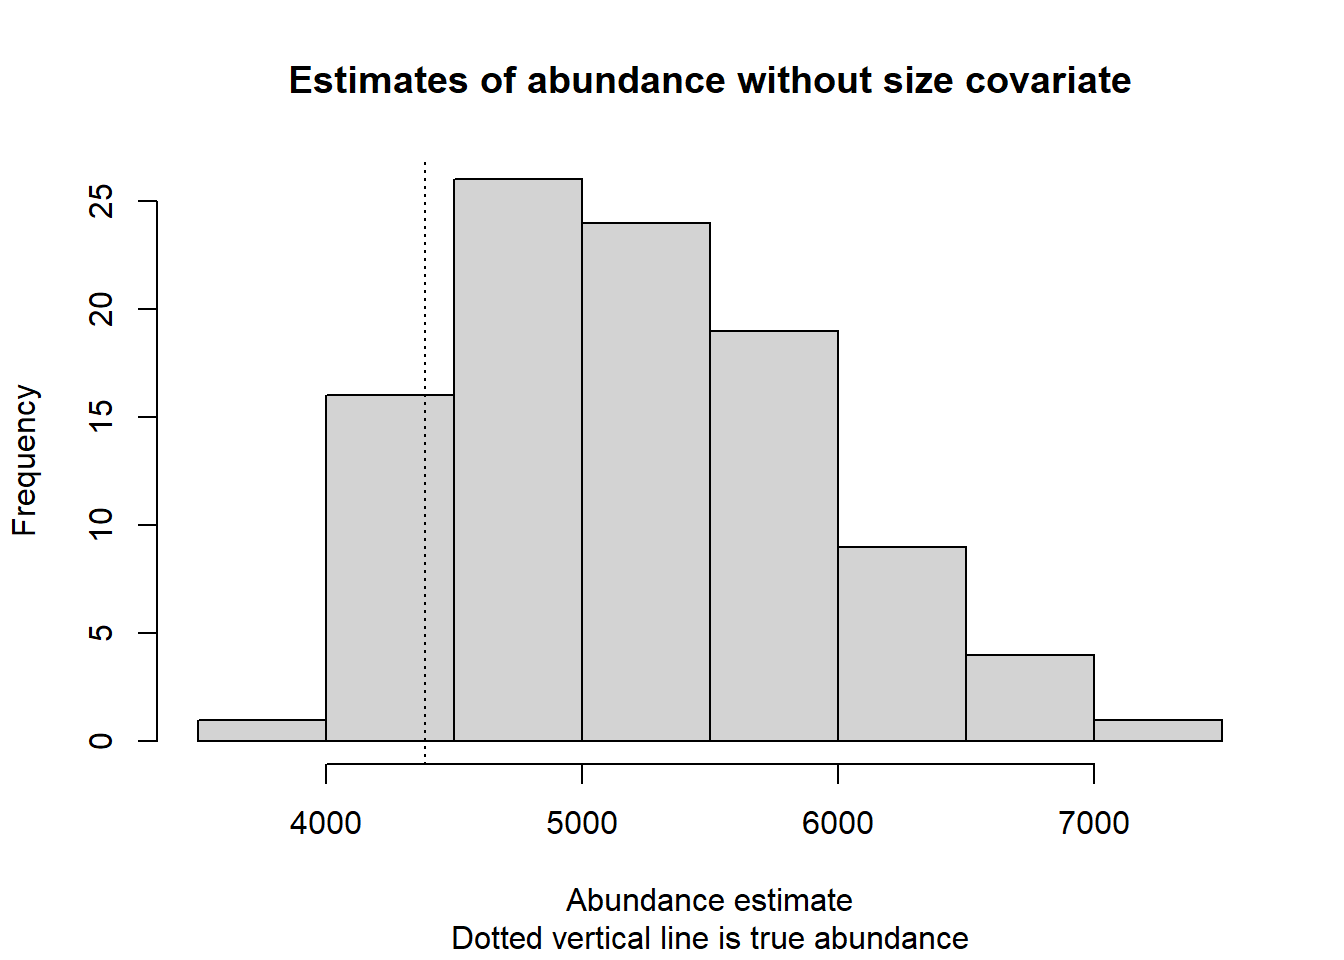 Estimates of abundance without size covariate
Frequency
25
20
15
10
5
0
4000 5000 6000 7000
Abundance estimate
Dotted vertical line is true abundance